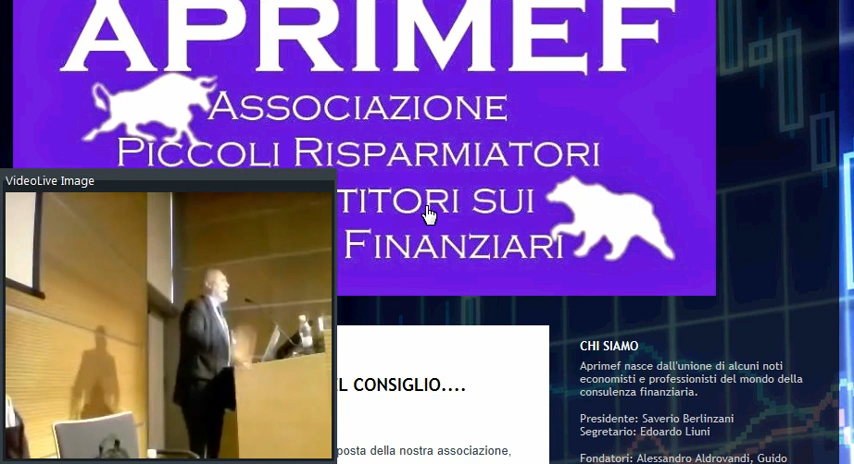 APRIMEF
ASSOCIAZIONE
PICCOLI RISPARMIATORI
TITORI SUI
FINANZIARI
VideoLive Image
L CONSIGLIO....
posta della nostra associazione,
CHI SIAMO
Aprimef nasce dall'unione di alcuni noti
economisti e professionisti del mondo della
consulenza finanziaria.
Presidente: Saverio Berlinzani
Segretario: Edoardo Liuni
Fondatori: Alessandro Aldrovandi, Guido